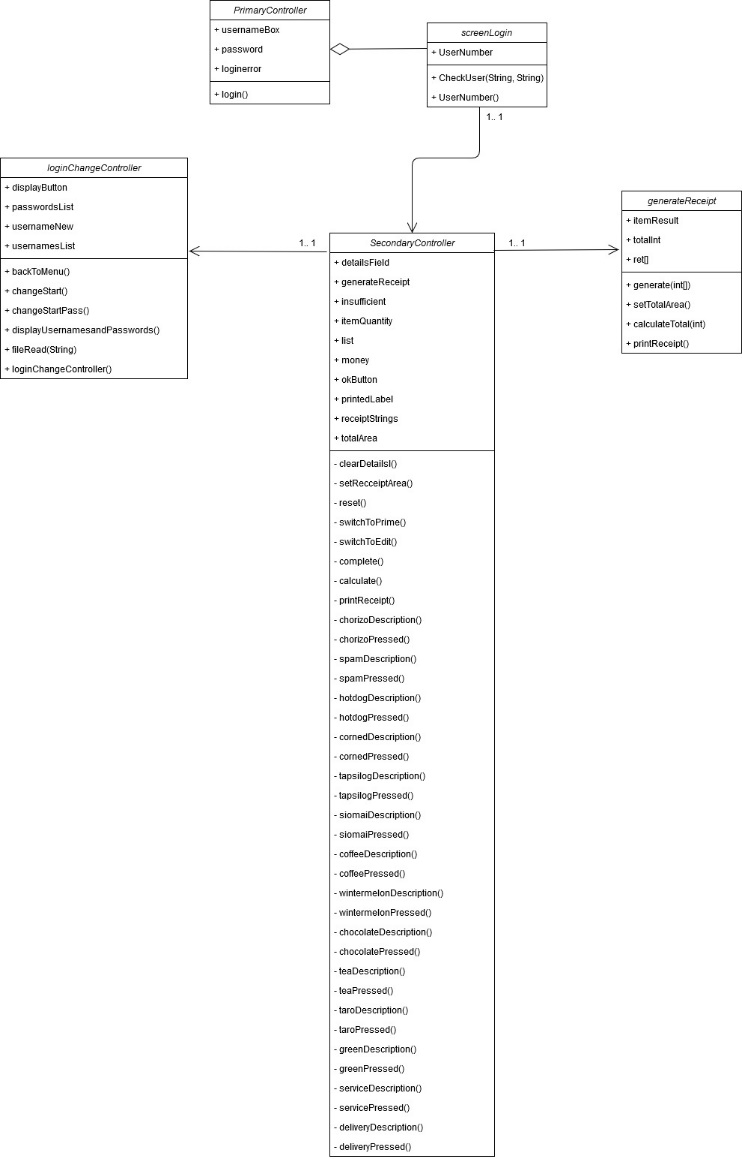 PrimaryController
+ usernameBox
+ password
+ loginerror
+ login()
screenLogin
+ UserNumber
+ CheckUser(String, String)
+ UserNumber()
1.. 1
loginChangeController
+ displayButton
+ passwordsList
+ usernameNew
+ usernamesList
+ backToMenu()
+ changeStart()
+ changeStartPass()
+ displayUsernamesandPasswords()
+ fileRead(String)
+ loginChangeController()
1.. 1
SecondaryController
+ detailsField
+ generateReceipt
+ insufficient
+ itemQuantity
+ list
+ money
+ okButton
+ printedLabel
+ receiptStrings
+ totalArea
- clearDetailsl()
- setRecceiptArea()
- reset()
- switchToPrime()
- switchToEdit()
- complete()
- calculate()
- printReceipt()
- chorizoDescription()
- chorizoPressed()
- spamDescription()
- spamPressed()
- hotdogDescription()
- hotdogPressed()
- cornedDescription()
- cornedPressed()
- tapsilogDescription()
- tapsilogPressed()
- siomaiDescription()
- siomaiPressed()
- coffeeDescription()
- coffeePressed()
- wintermelonDescription()
- wintermelonPressed()
- chocolateDescription()
- chocolatePressed()
- teaDescription()
- teaPressed()
- taroDescription()
- taroPressed()
- greenDescription()
- greenPressed()
- serviceDescription()
- servicePressed()
- deliveryDescription()
- deliveryPressed()
1.. 1
generateReceipt
+ itemResult
+ totalInt
+ ret[]
+ generate(int[])
+ setTotalArea()
+ calculateTotal(int)
+ printReceipt()